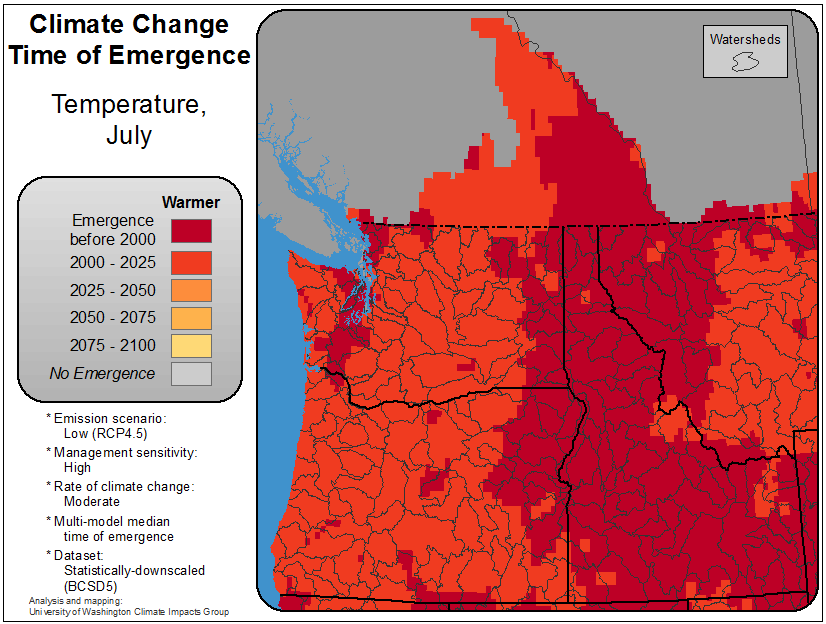 Climate Change
Time of Emergence
Temperature,
July
Warmer
Emergence
before 2000
2000 - 2025
2025 - 2050
2050 - 2075
2075 - 2100
No Emergence
* Emission scenario:
Low (RCP4.5)
* Management sensitivity:
High
* Rate of climate change:
Moderate
* Multi-model median
time of emergence
* Dataset:
Statistically-downscaled
(BCSD5)
Analysis and mapping:
University of Washington Climate Impacts Group
Watersheds